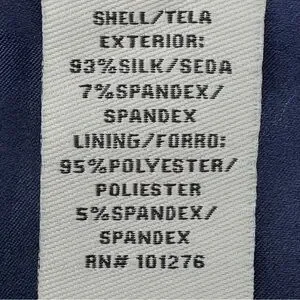 SHELL/TELA
EXTERIOR:
93%SILK/SEDA
7%SPANDEX/
SPANDEX
LINING/FORRO:
95%POLYESTER/
POLIESTER
5%SPANDEX/
SPANDEX
RN# 101276